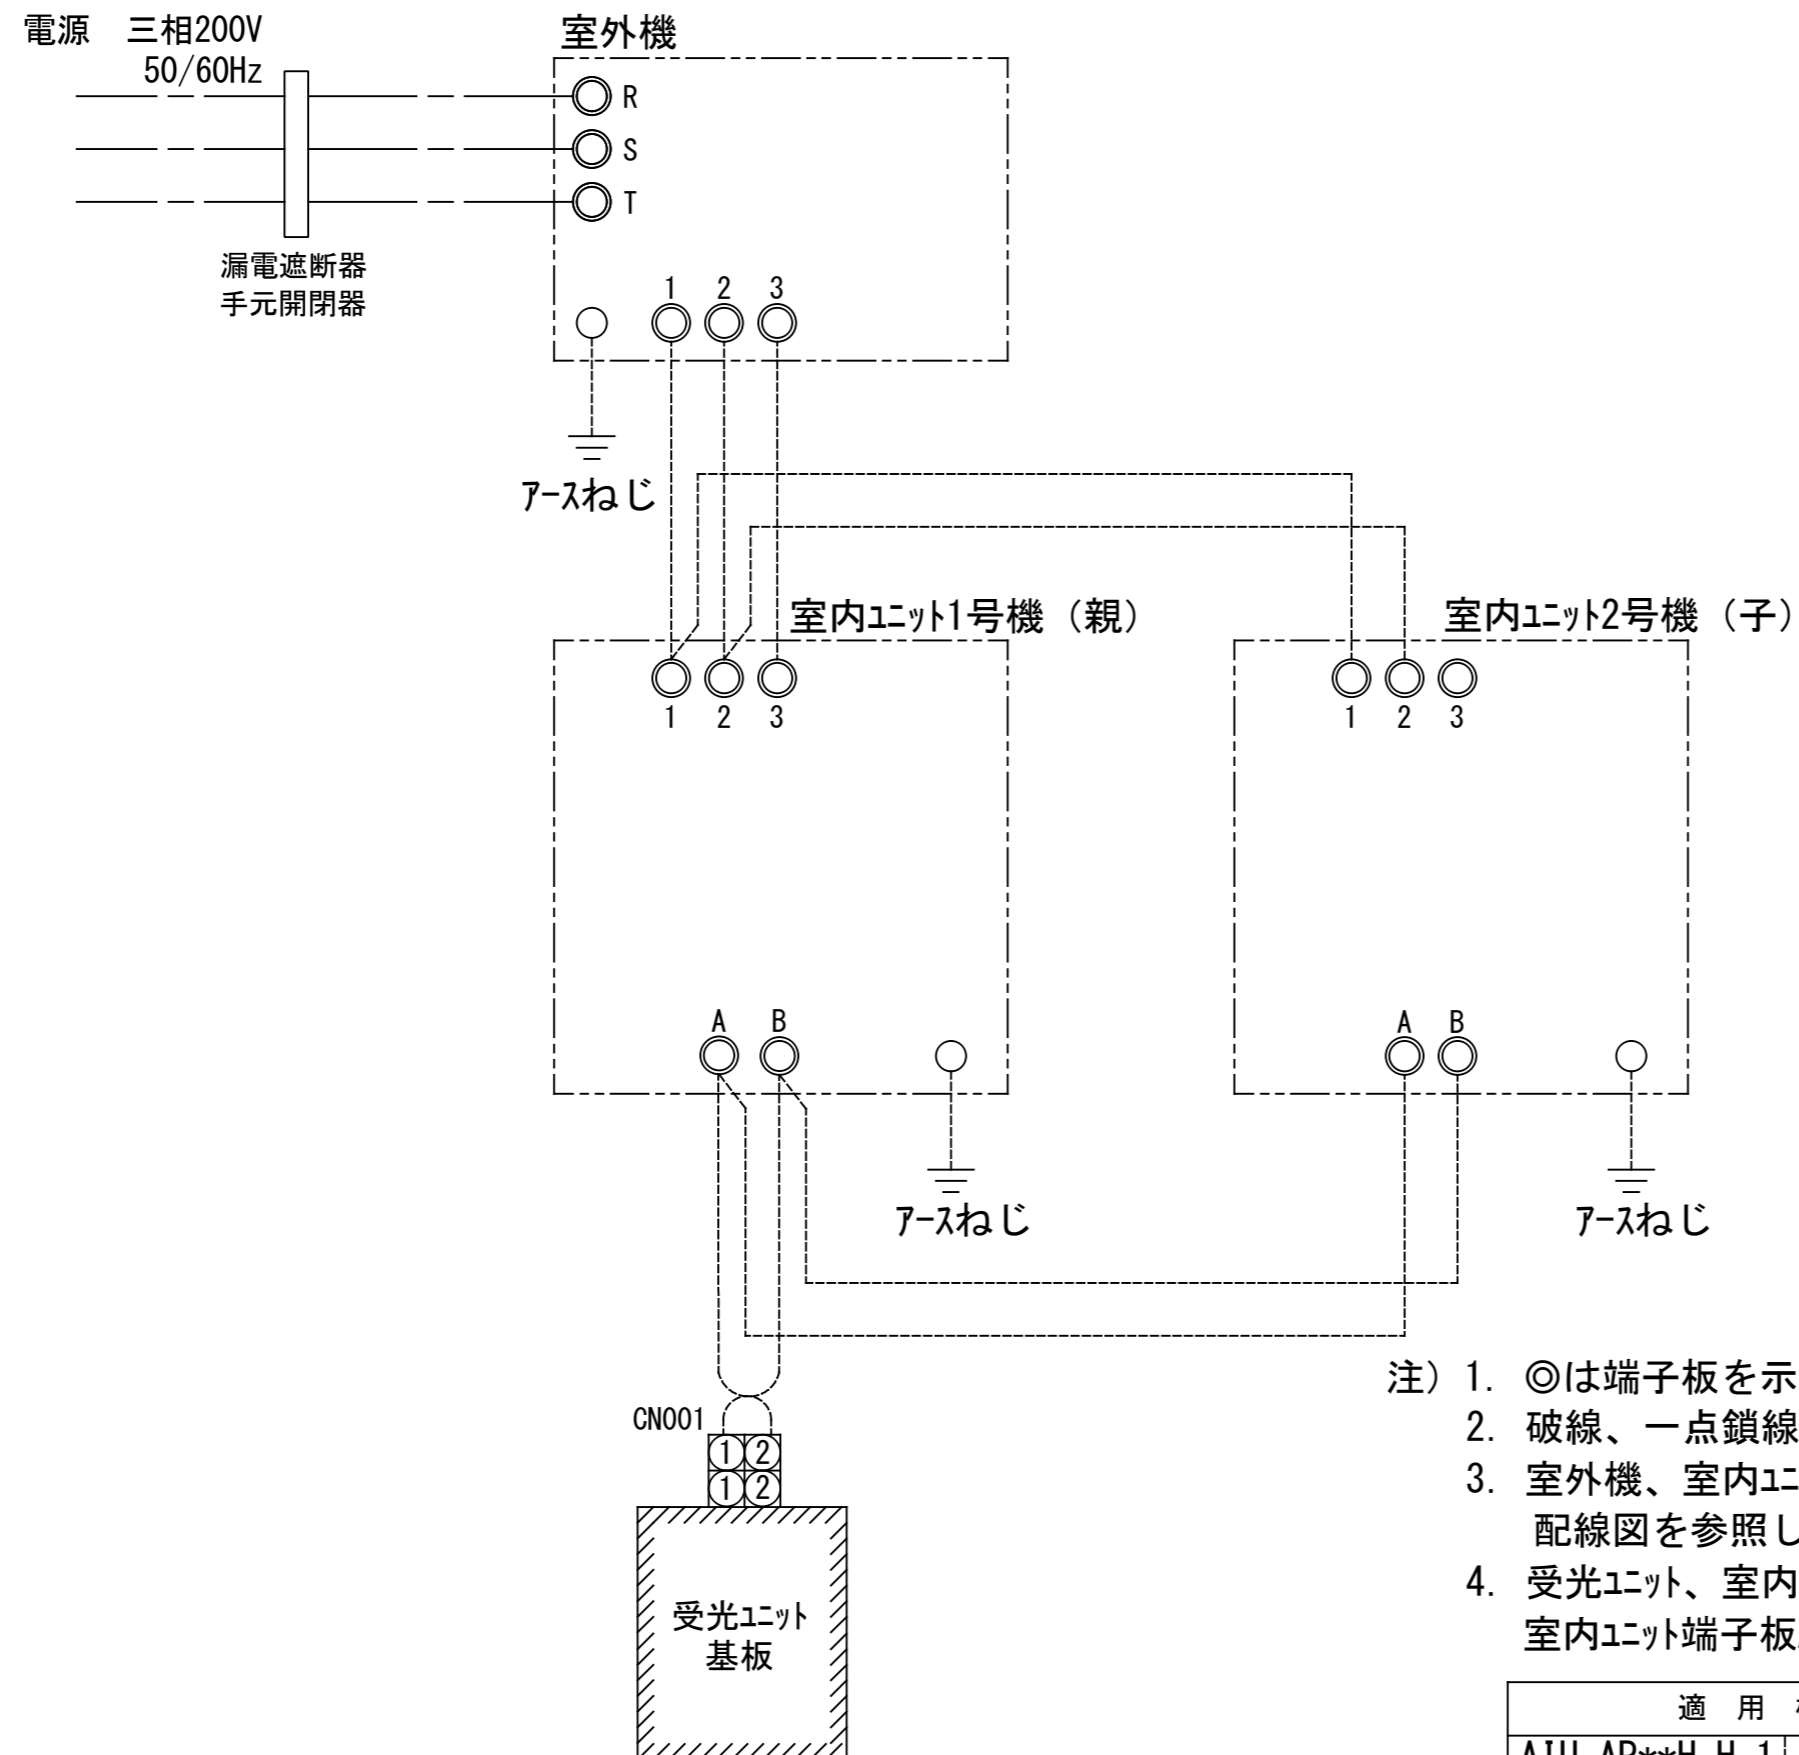 電源 三相200V
50/60Hz
室外機
R
S
T
漏電遮断器
手元開閉器
1 2 3
ｱｰｽねじ
室内ﾕﾆｯﾄ1号機（親）
室内ﾕﾆｯﾄ2号機（子）
1 2 3
1 2 3
A B
A B
ｱｰｽねじ
ｱｰｽねじ
CN001
1 2
1 2
受光ﾕﾆｯﾄ
基板
注）1. ◎は端子板を示
2. 破線、一点鎖線
3. 室外機、室内ﾕﾆ
配線図を参照し
4. 受光ﾕﾆｯﾄ、室内
室内ﾕﾆｯﾄ端子板
適 用